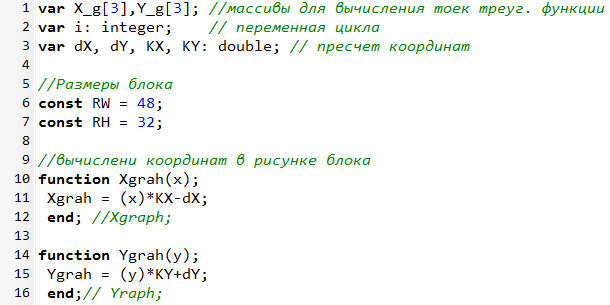 1 var X_g[3],Y_g[3]; //массивы для вычисления тоек треуг. функции
2 var i: integer; // переменная цикла
3 var dX, dY, KX, KY: double; // пресчет координат
4
5 //Размеры блока
6 const RW = 48;
7 const RH = 32;
8
9 //вычислени координат в рисунке блока
10 function Xgrah(x);
11 Xgrah = (x)*KX-dX;
12 end; //Xgraph;
13
14 function Ygrah(y);
15 Ygrah = (y)*KY+dY;
16 end;// Yraph;